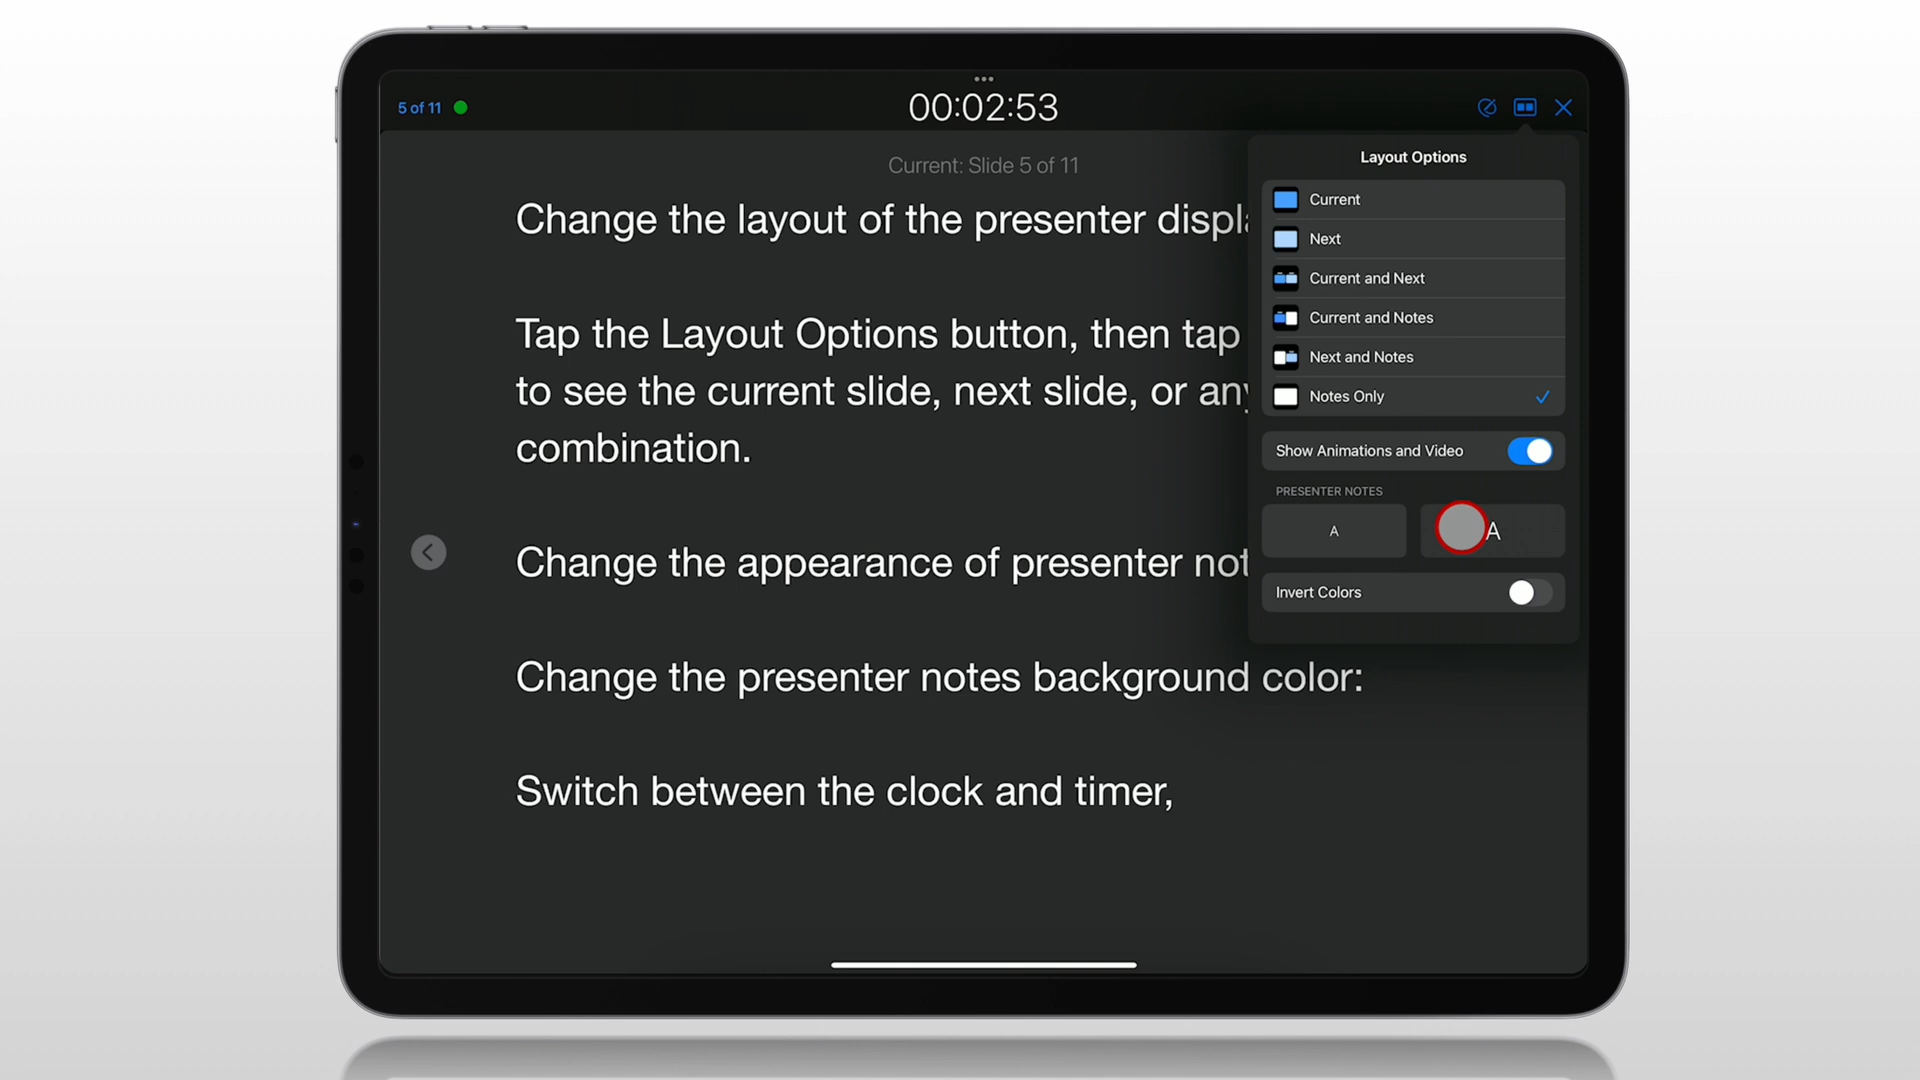 5 of 11
00:02:53
Current: Slide 5 of 11
Change the layout of the presenter displ
Tap the Layout Options button, then tap
to see the current slide, next slide, or any
combination.
Change the appearance of presenter not
Change the presenter notes background color:
Switch between the clock and timer,
Layout Options
Current
Next
Current and Next
Current and Notes
Next and Notes
Notes Only
Show Animations and Video
PRESENTER NOTES
A
A
Invert Colors